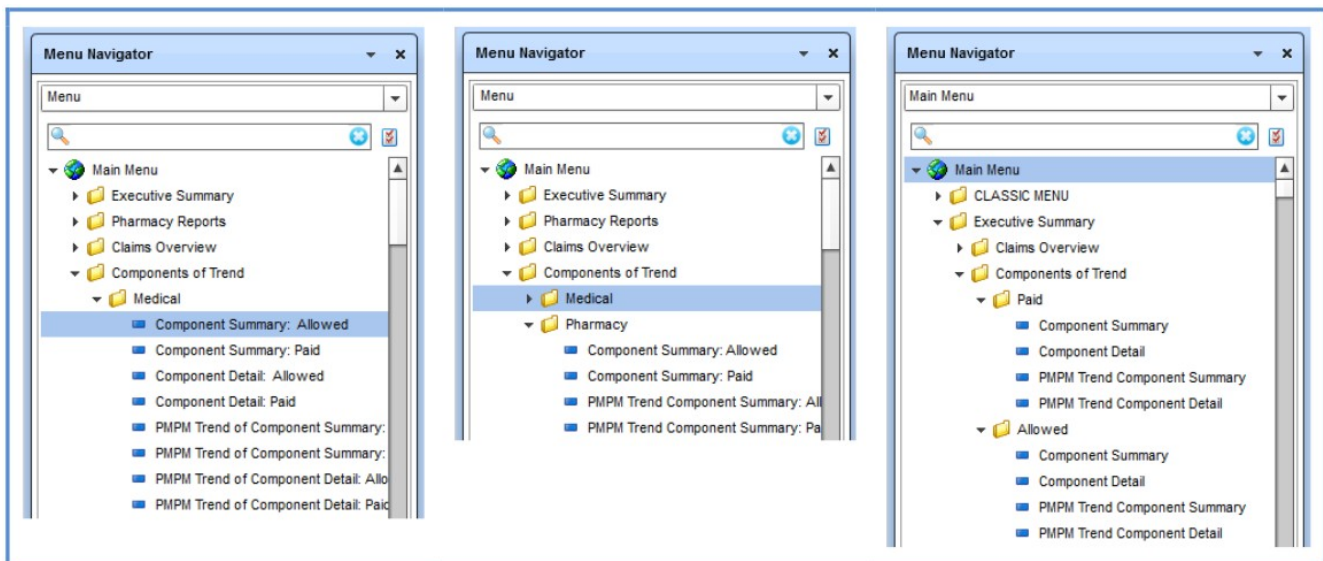 Menu Navigator
Menu
Main Menu
Executive Summary
Pharmacy Reports
Claims Overview
Components of Trend
Medical
Component Summary: Allowed
Component Summary: Paid
Component Detail: Allowed
Component Detail: Paid
PMPM Trend of Component Summary:
PMPM Trend of Component Summary:
PMPM Trend of Component Detail: Allo
PMPM Trend of Component Detail: Paid
Menu Navigator
Menu
Main Menu
Executive Summary
Pharmacy Reports
Claims Overview
Components of Trend
Medical
Pharmacy
Component Summary: Allowed
Component Summary: Paid
PMPM Trend Component Summary: All
PMPM Trend Component Summary: Pa
Menu Navigator
Main Menu
Main Menu
CLASSIC MENU
Executive Summary
Claims Overview
Components of Trend
Paid
Component Summary
Component Detail
PMPM Trend Component Summary
PMPM Trend Component Detail
Allowed
Component Summary
Component Detail
PMPM Trend Component Summary
PMPM Trend Component Detail